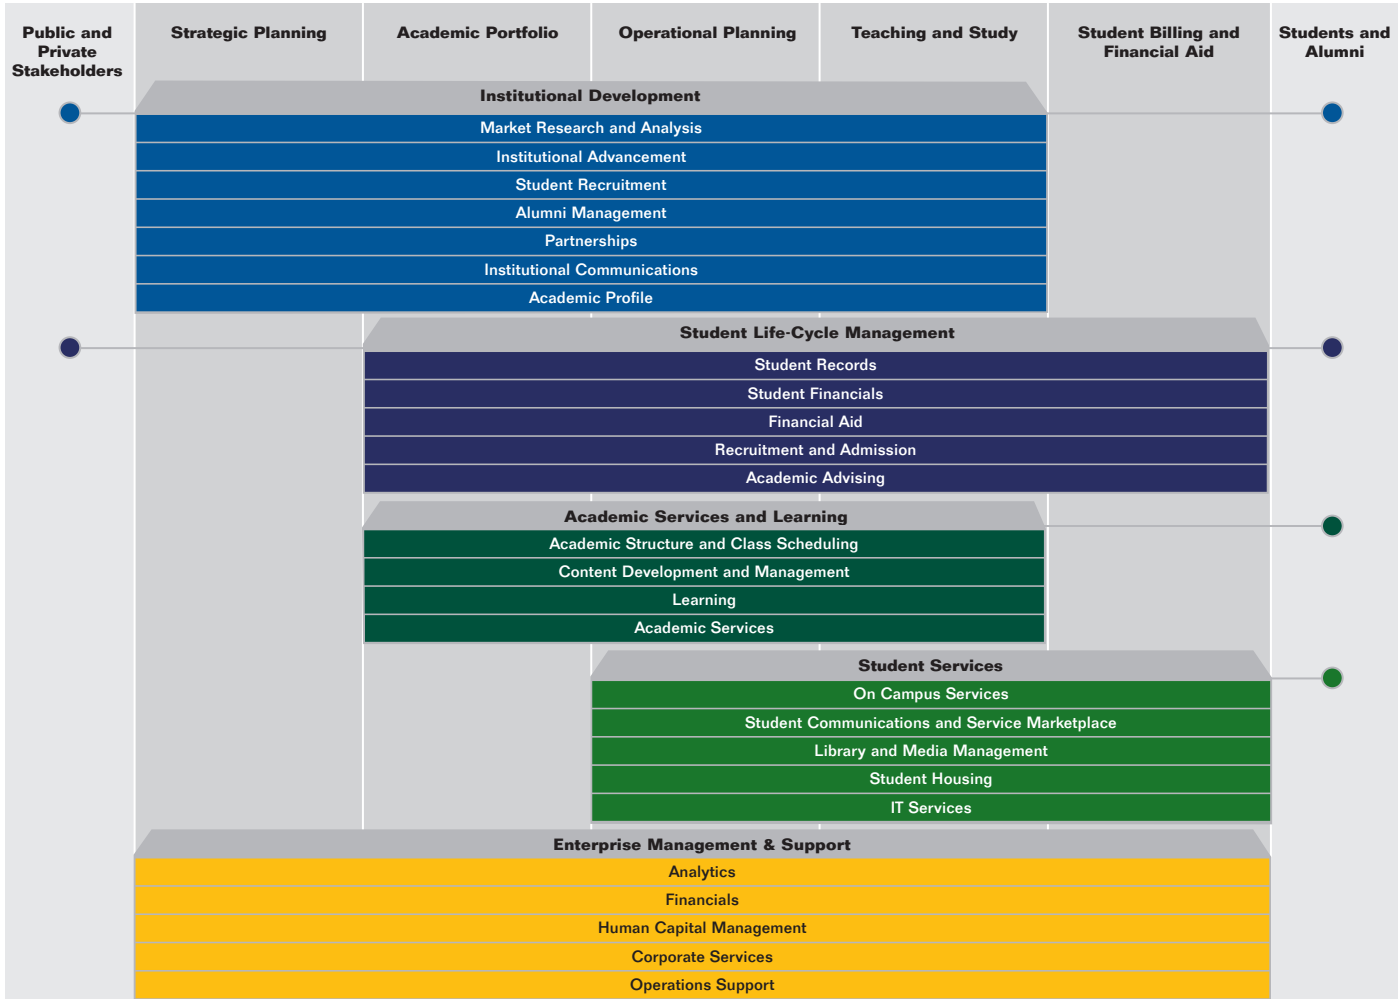 Public and
Private
Stakeholders
Strategic Planning
Academic Portfolio
Operational Planning
Teaching and Study
Student Billing and
Financial Aid
Students and
Alumni
Institutional Development
Market Research and Analysis
Institutional Advancement
Student Recruitment
Alumni Management
Partnerships
Institutional Communications
Academic Profile
Student Life-Cycle Management
Student Records
Student Financials
Financial Aid
Recruitment and Admission
Academic Advising
Academic Services and Learning
Academic Structure and Class Scheduling
Content Development and Management
Learning
Academic Services
Student Services
On Campus Services
Student Communications and Service Marketplace
Library and Media Management
Student Housing
IT Services
Enterprise Management & Support
Analytics
Financials
Human Capital Management
Corporate Services
Operations Support